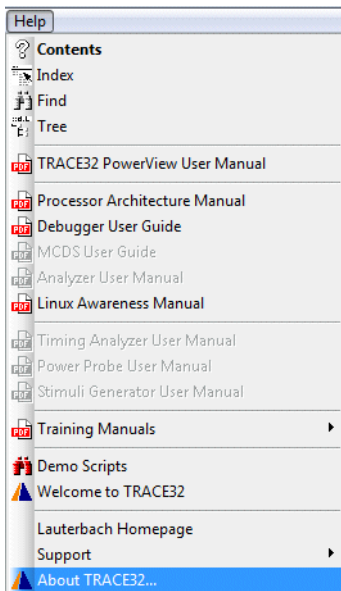 Help
Contents
Index
Find
Tree
TRACE32 PowerView User Manual
Processor Architecture Manual
Debugger User Guide
MCDS User Guide
Analyzer User Manual
Linux Awareness Manual
Timing Analyzer User Manual
Power Probe User Manual
Stimuli Generator User Manual
Training Manuals
Demo Scripts
Welcome to TRACE32
Lauterbach Homepage
Support
About TRACE32...